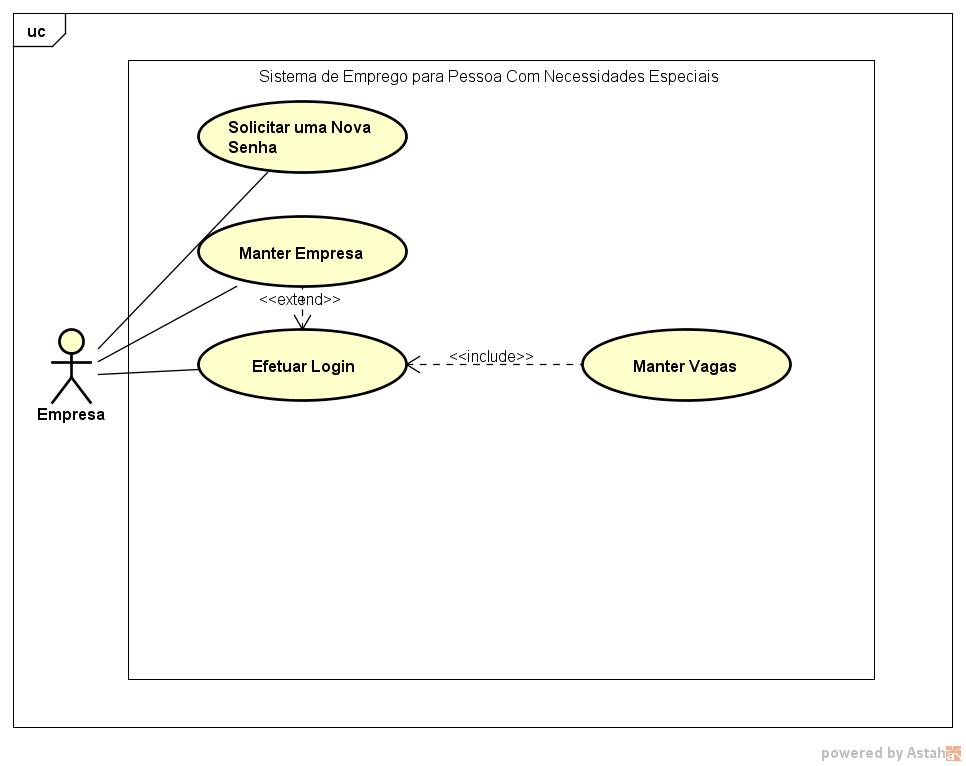 uc
Sistema de Emprego para Pessoa Com Necessidades Especiais
Solicitar uma Nova
Senha
Manter Empresa
<<extend>>
Efetuar Login
<<include>>
Manter Vagas
Empresa
powered by Astah